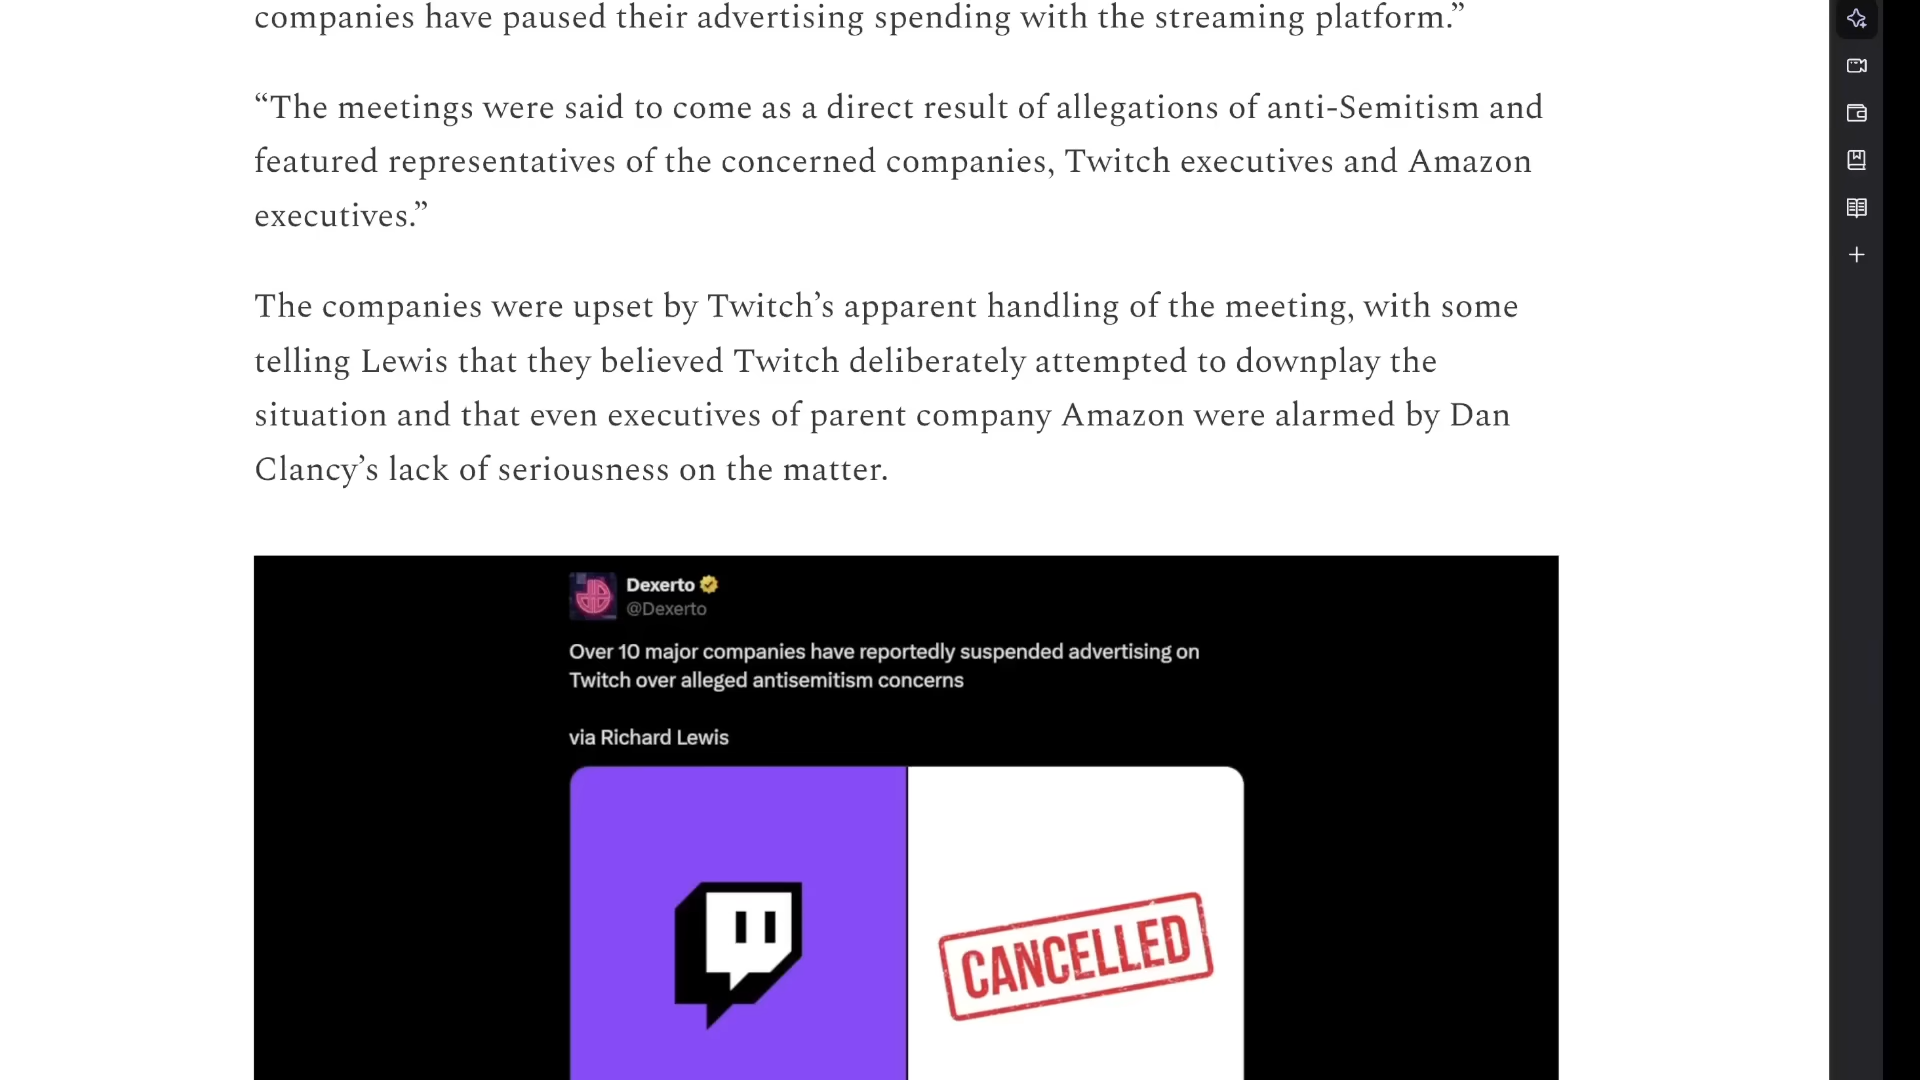 companies have paused their advertising spending with the streaming platform.”
“The meetings were said to come as a direct result of allegations of anti-Semitism and
featured representatives of the concerned companies, Twitch executives and Amazon
executives.”
The companies were upset by Twitch’s apparent handling of the meeting, with some
telling Lewis that they believed Twitch deliberately attempted to downplay the
situation and that even executives of parent company Amazon were alarmed by Dan
Clancy’s lack of seriousness on the matter.
Dexerto
@Dexerto
Over 10 major companies have reportedly suspended advertising on
Twitch over alleged antisemitism concerns
via Richard Lewis
CANCELLED